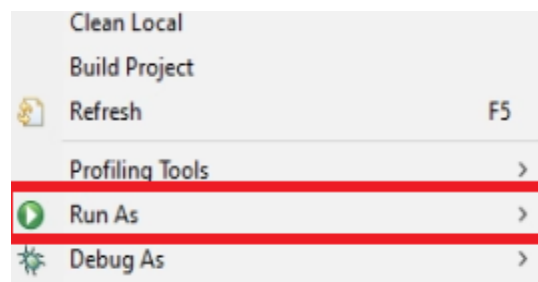 Clean Local
Build Project
Refresh F5
Profiling Tools
Run As
Debug As